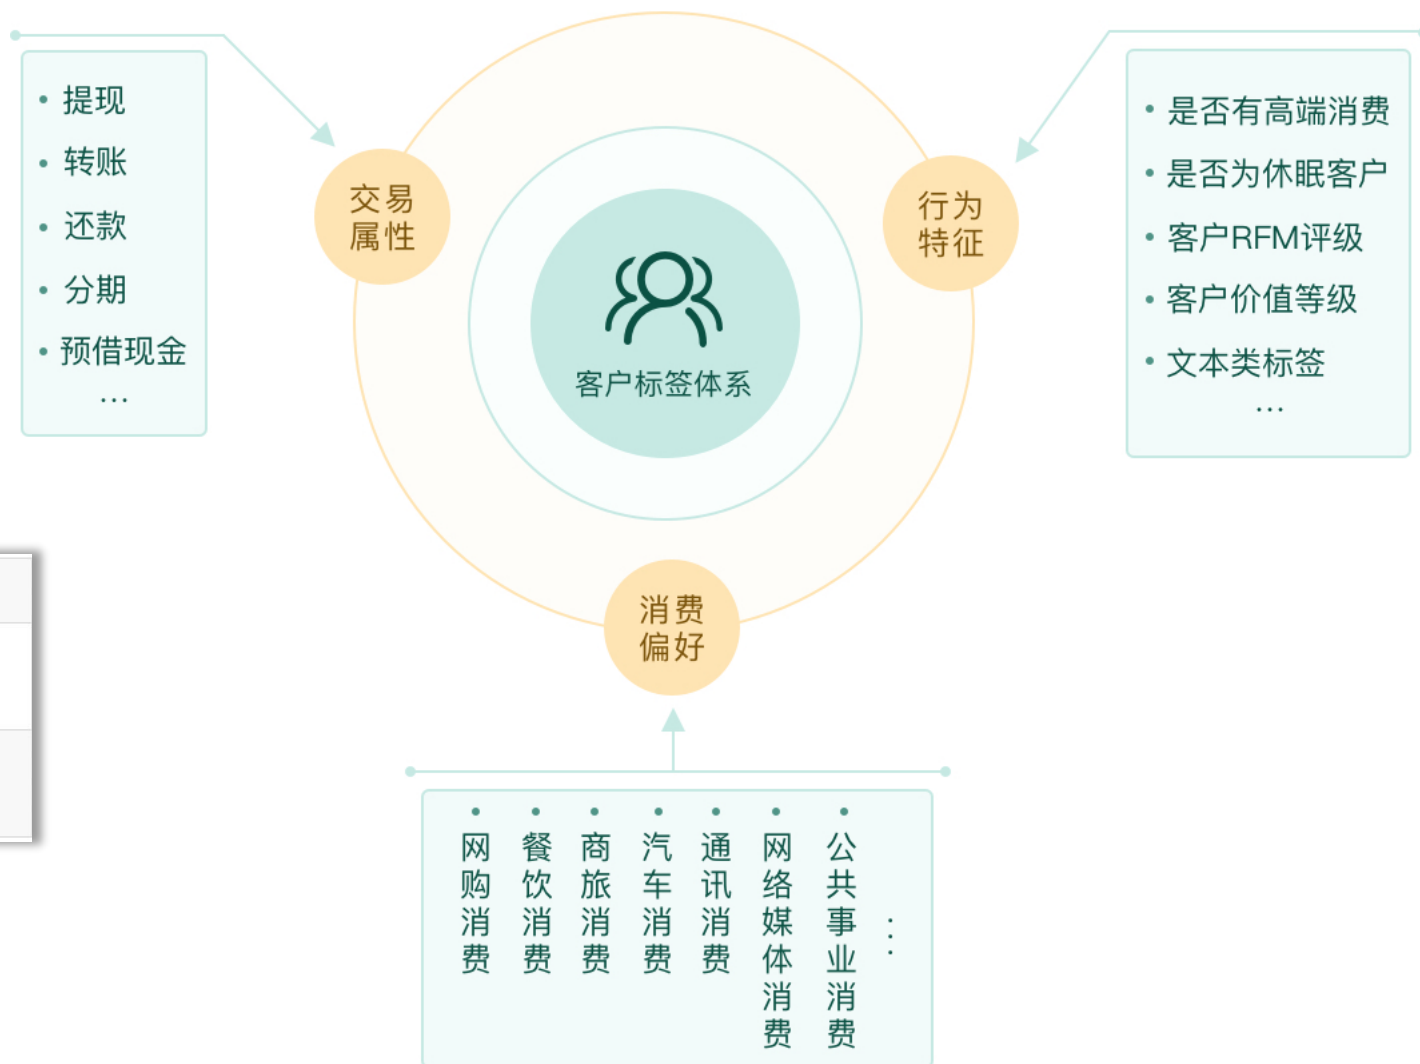 提现
转账
还款
分期
预借现金
...
交易
属性
客户标签体系
行为
特征
是否有高端消费
是否为休眠客户
客户RFM评级
客户价值等级
文本类标签
...
消费
偏好
网购消费
餐饮消费
商旅消费
汽车消费
通讯消费
网络媒体消费
公共事业消费
...